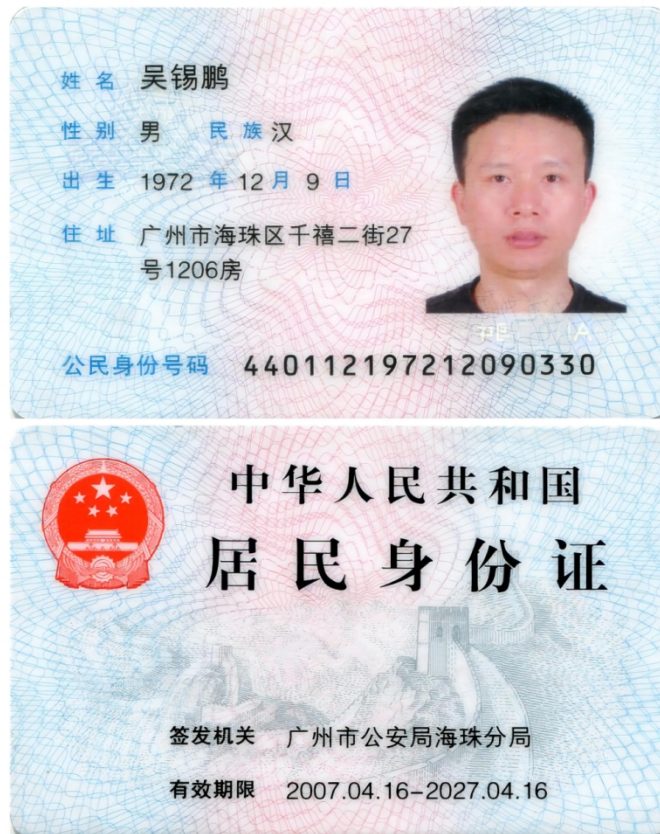 姓名 吴锡鹏
性别 男 民族 汉
出生 1972 年 12 月 9 日
住址 广州市海珠区千禧二街27
号1206房
公民身份号码 440112197212090330
中华人民共和国
居民身份证
签发机关 广州市公安局海珠分局
有效期限 2007.04.16-2027.04.16